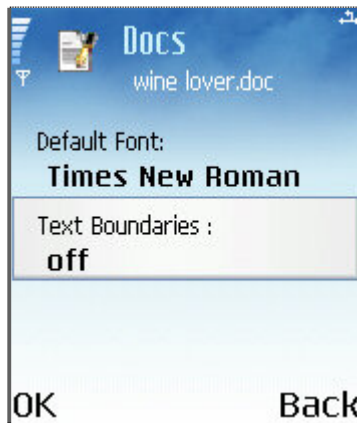 Docs
wine lover.doc
Default Font:
Times New Roman
Text Boundaries :
off
OK Back